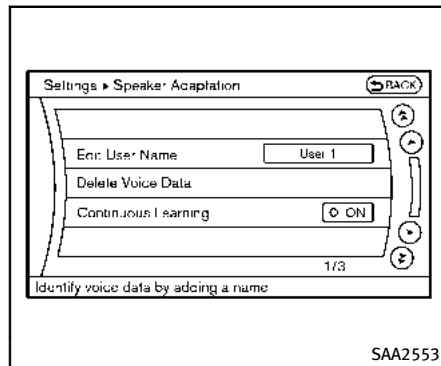 Settings ▸ Speaker Adaptation
BACK
Edit User Name
User 1
Delete Voice Data
Continuous Learning
ON
1/3
Identify voice data by adding a name
SAA2553